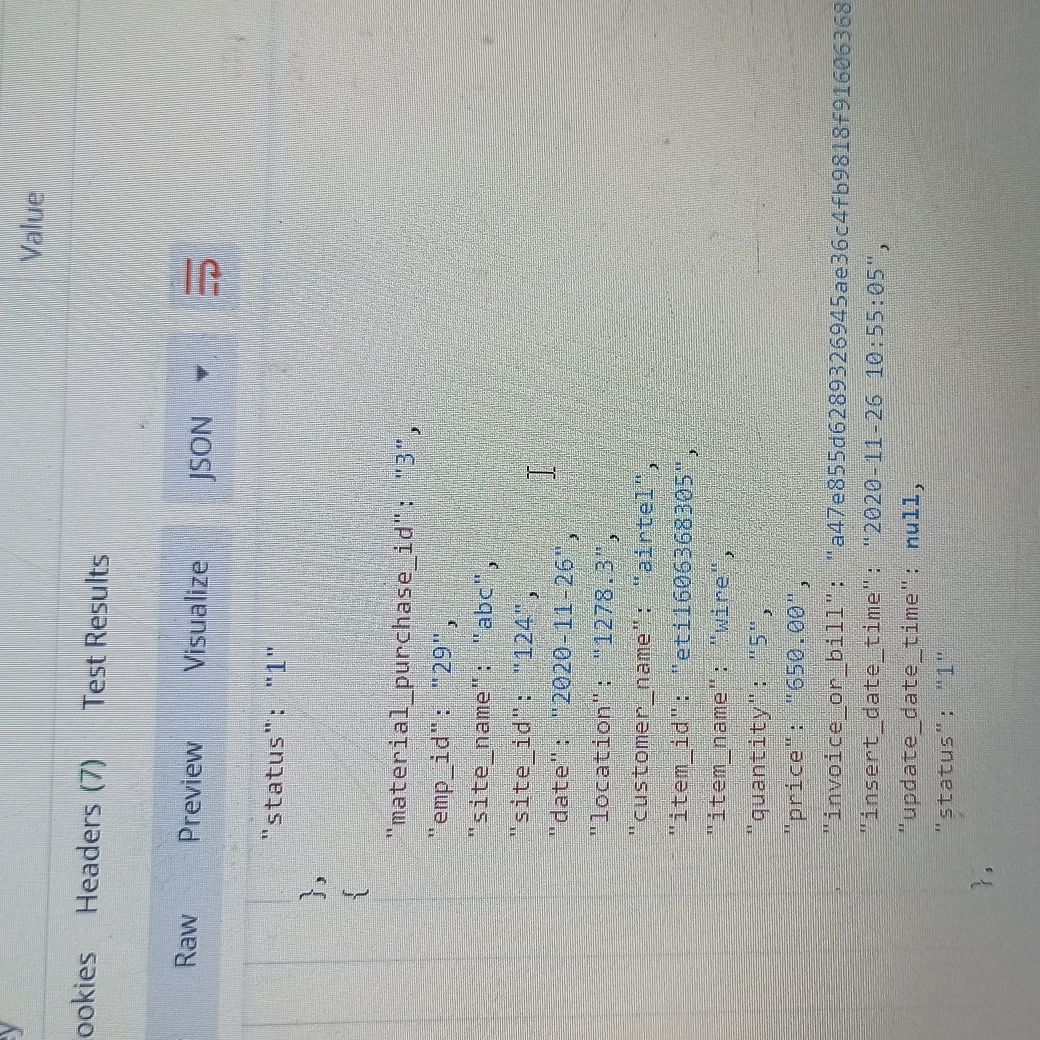 Value
ookies Headers (7) Test Results
Raw Preview Visualize JSON
"status": "1"
},
{
"material_purchase_id": "3",
"emp_id": "29",
"site_name": "abc",
"site_id": "124",
"date": "2020-11-26",
"location": "1278.3",
"customer_name": "airtel",
"item_id": "eti1606368305",
"item_name": "wire",
"quantity": "5",
"price": "650.00",
"invoice_or_bill": "a47e855d6289326945ae36c4fb9818f91606368
"insert_date_time": "2020-11-26 10:55:05",
"update_date_time": null,
"status": "1"
},